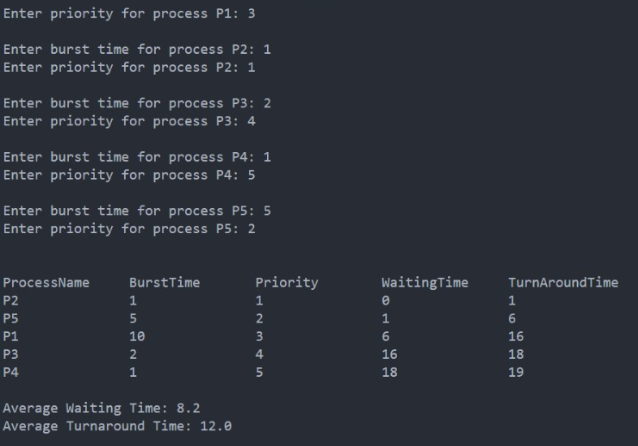 Enter priority for process P1: 3
Enter burst time for process P2: 1
Enter priority for process P2: 1
Enter burst time for process P3: 2
Enter priority for process P3: 4
Enter burst time for process P4: 1
Enter priority for process P4: 5
Enter burst time for process P5: 5
Enter priority for process P5: 2
ProcessName BurstTime Priority WaitingTime TurnAroundTime
P2 1 1 0 1
P5 5 2 1 6
P1 10 3 6 16
P3 2 4 16 18
P4 1 5 18 19
Average Waiting Time: 8.2
Average Turnaround Time: 12.0